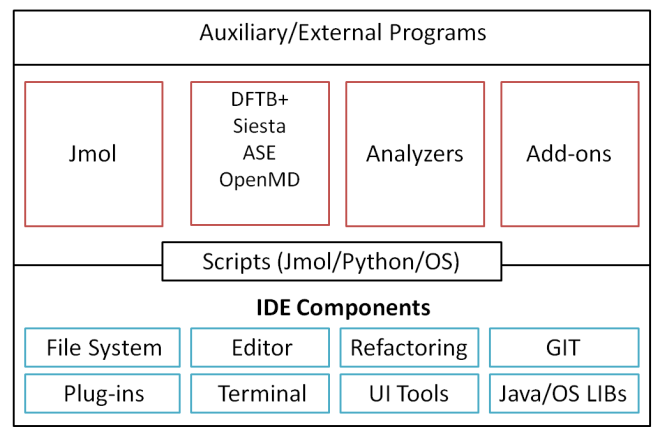 Auxiliary/External Programs
Jmol
DFTB+
Siesta
ASE
OpenMD
Analyzers
Add-ons
Scripts (Jmol/Python/OS)
IDE Components
File System
Editor
Refactoring
GIT
Plug-ins
Terminal
UI Tools
Java/OS LIBs